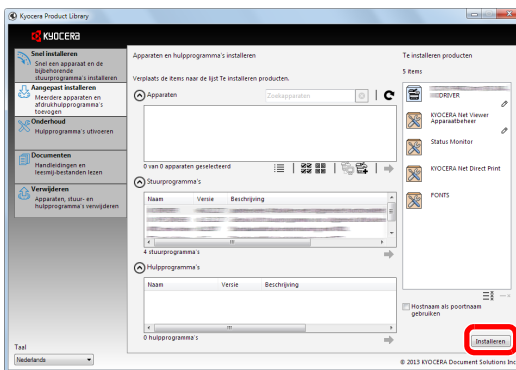 Kyocera Product Library
KYOCERA
Snel installeren
Snel een apparaat en de
bijbehorende
stuurprogramma's installeren
Aangepast installeren
Meerdere apparaten en
afdrukhulpprogramma's
toevoegen
Onderhoud
Hulpprogramma's uitvoeren
Documenten
Handleidingen en
leesmij-bestanden lezen
Verwijderen
Apparaten, stuur- en
hulpprogramma's verwijderen
Taal
Nederlands
Apparaten en hulpprogramma's installeren
Verplaats de items naar de lijst Te installeren producten.
Apparaten
Zoekapparaten
0 van 0 apparaten geselecteerd
Stuurprogramma's
Naam Versie Beschrijving
4 stuurprogramma's
Hulpprogramma's
Naam Versie Beschrijving
0 hulpprogramma's
Te installeren producten
5 items
DRIVER
KYOCERA Net Viewer
Apparaatbeheer
Status Monitor
KYOCERA Net Direct Print
FONTS
Hostnaam als poortnaam
gebruiken
Installeren
© 2013 KYOCERA Document Solutions Inc